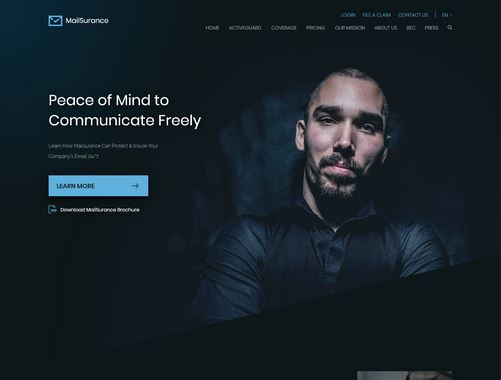 LOGIN FILE A CLAIM CONTACT US EN
MailSurance
HOME ACTIVEGUARD COVERAGE PRICING OUR MISSION ABOUT US BEC PRESS
Peace of Mind to
Communicate Freely
Learn How Mailsurance Can Protect & Insure Your
Company's Email 24/7
LEARN MORE
Download MailSurance Brochure